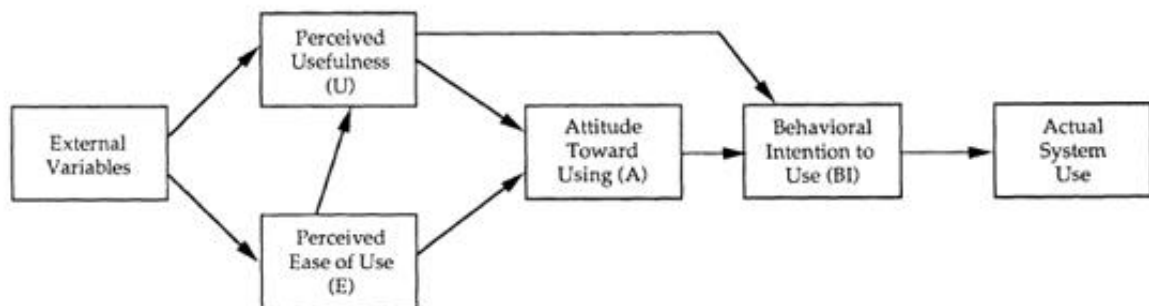 External
Variables
Perceived
Usefulness
(U)
Perceived
Ease of Use
(E)
Attitude
Toward
Using (A)
Behavioral
Intention to
Use (BI)
Actual
System
Use